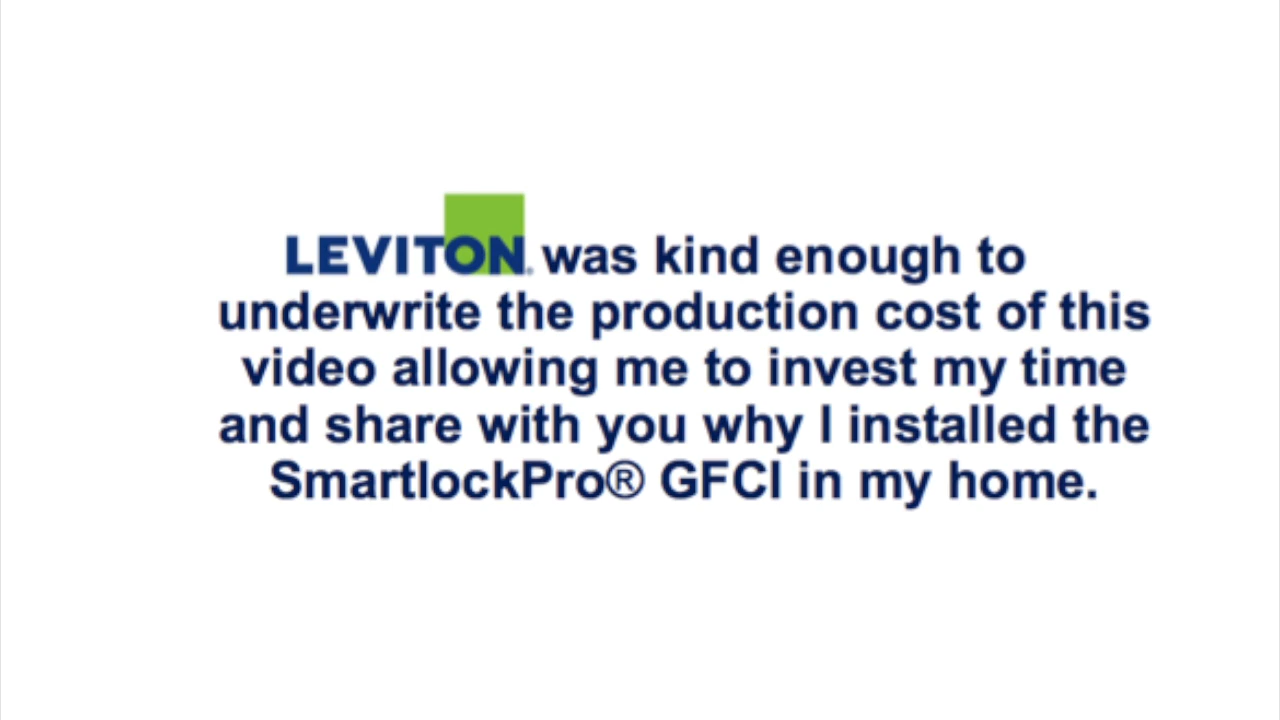 LEVITON® was kind enough to
underwrite the production cost of this
video allowing me to invest my time
and share with you why I installed the
SmartlockPro® GFCI in my home.